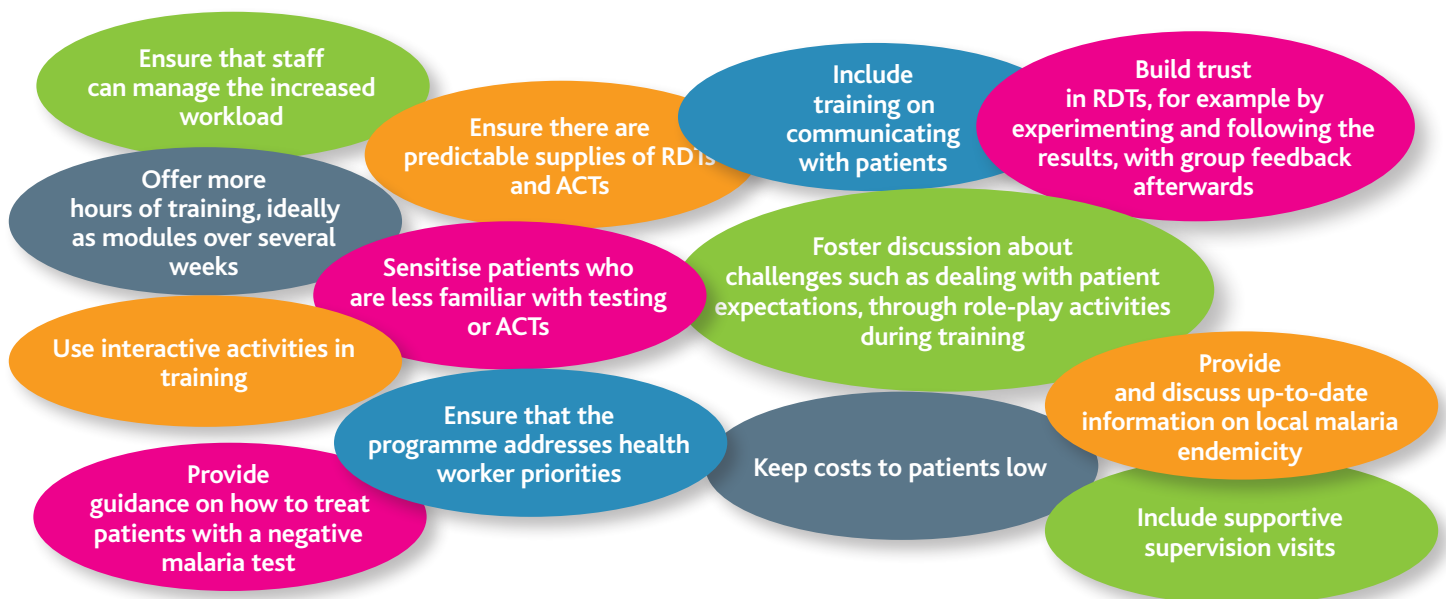 Ensure that staff
can manage the increased
workload
Ensure there are
predictable supplies of RDTs
and ACTs
Include
training on
communicating
with patients
Build trust
in RDTs, for example by
experimenting and following the
results, with group feedback
afterwards
Offer more
hours of training, ideally
as modules over several
weeks
Sensitise patients who
are less familiar with testing
or ACTs
Foster discussion about
challenges such as dealing with patient
expectations, through role-play activities
during training
Use interactive activities in
training
Ensure that the
programme addresses health
worker priorities
Keep costs to patients low
Provide
and discuss up-to-date
information on local malaria
endemicity
Provide
guidance on how to treat
patients with a negative
malaria test
Include supportive
supervision visits